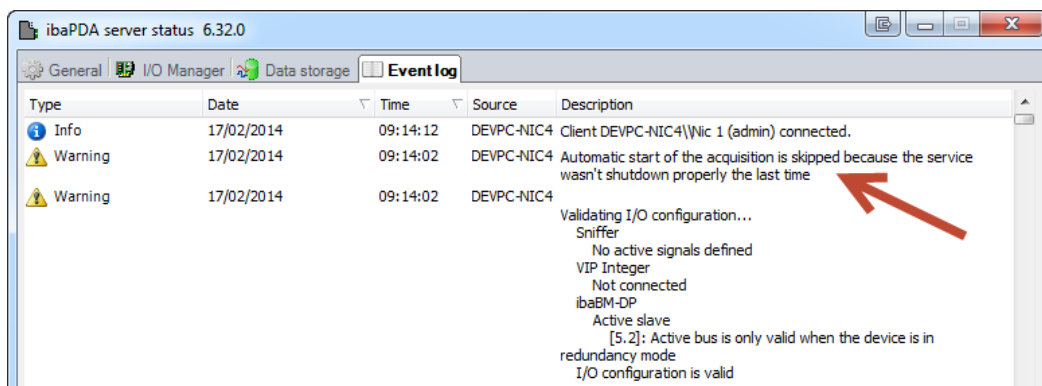 ibaPDA server status 6.32.0
General I/O Manager Data storage Event log
Type Date Time Source Description
Info 17/02/2014 09:14:12 DEVPC-NIC4 Client DEVPC-NIC4\\Nic 1 (admin) connected.
Warning 17/02/2014 09:14:02 DEVPC-NIC4 Automatic start of the acquisition is skipped because the service
wasn't shutdown properly the last time
Warning 17/02/2014 09:14:02 DEVPC-NIC4
Validating I/O configuration...
Sniffer
No active signals defined
VIP Integer
Not connected
ibaBM-DP
Active slave
[5.2]: Active bus is only valid when the device is in
redundancy mode
I/O configuration is valid